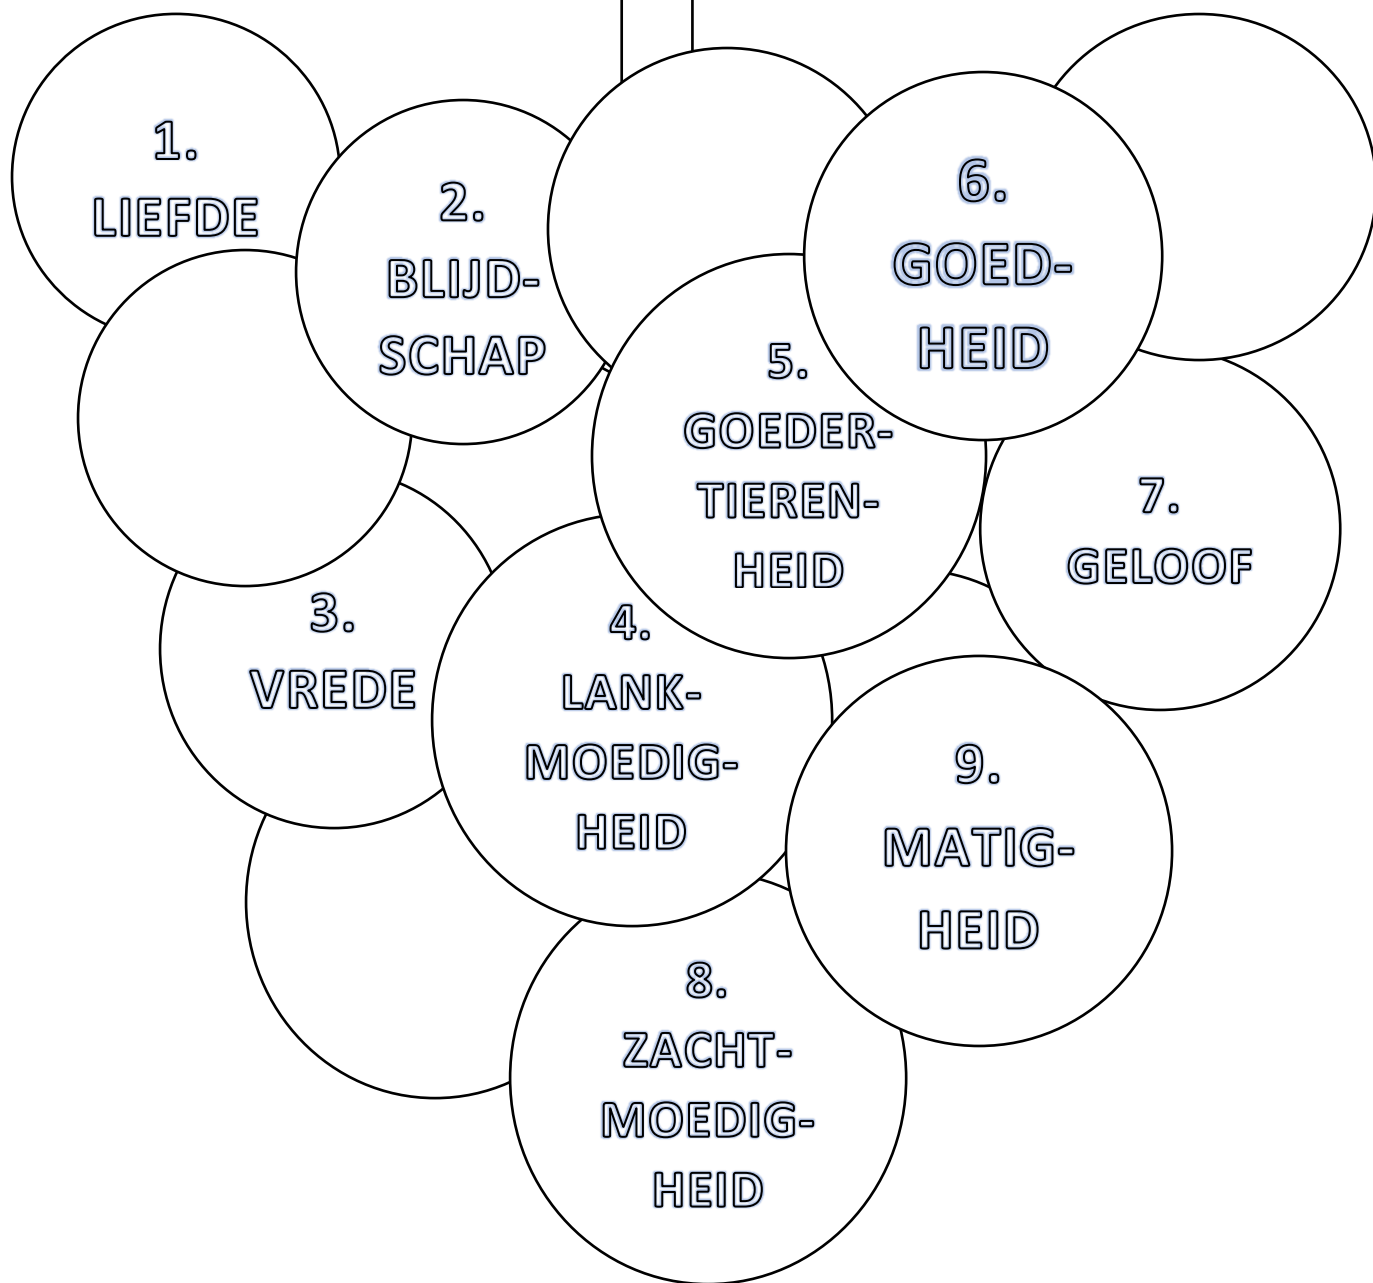 1.
LIEFDE
2.
BLIJD-
SCHAP
3.
VREDE
4.
LANK-
MOEDIG-
HEID
5.
GOEDER-
TIEREN-
HEID
6.
GOED-
HEID
7.
GELOOF
8.
ZACHT-
MOEDIG-
HEID
9.
MATIG-
HEID